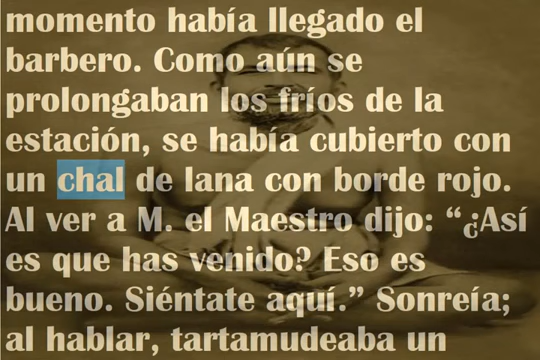 momento había llegado el
barbero. Como aún se
prolongaban los fríos de la
estación, se había cubierto con
un chal de lana con borde rojo.
Al ver a M. el Maestro dijo: “¿Así
es que has venido? Eso es
bueno. Siéntate aquí.” Sonreía;
al hablar, tartamudeaba un